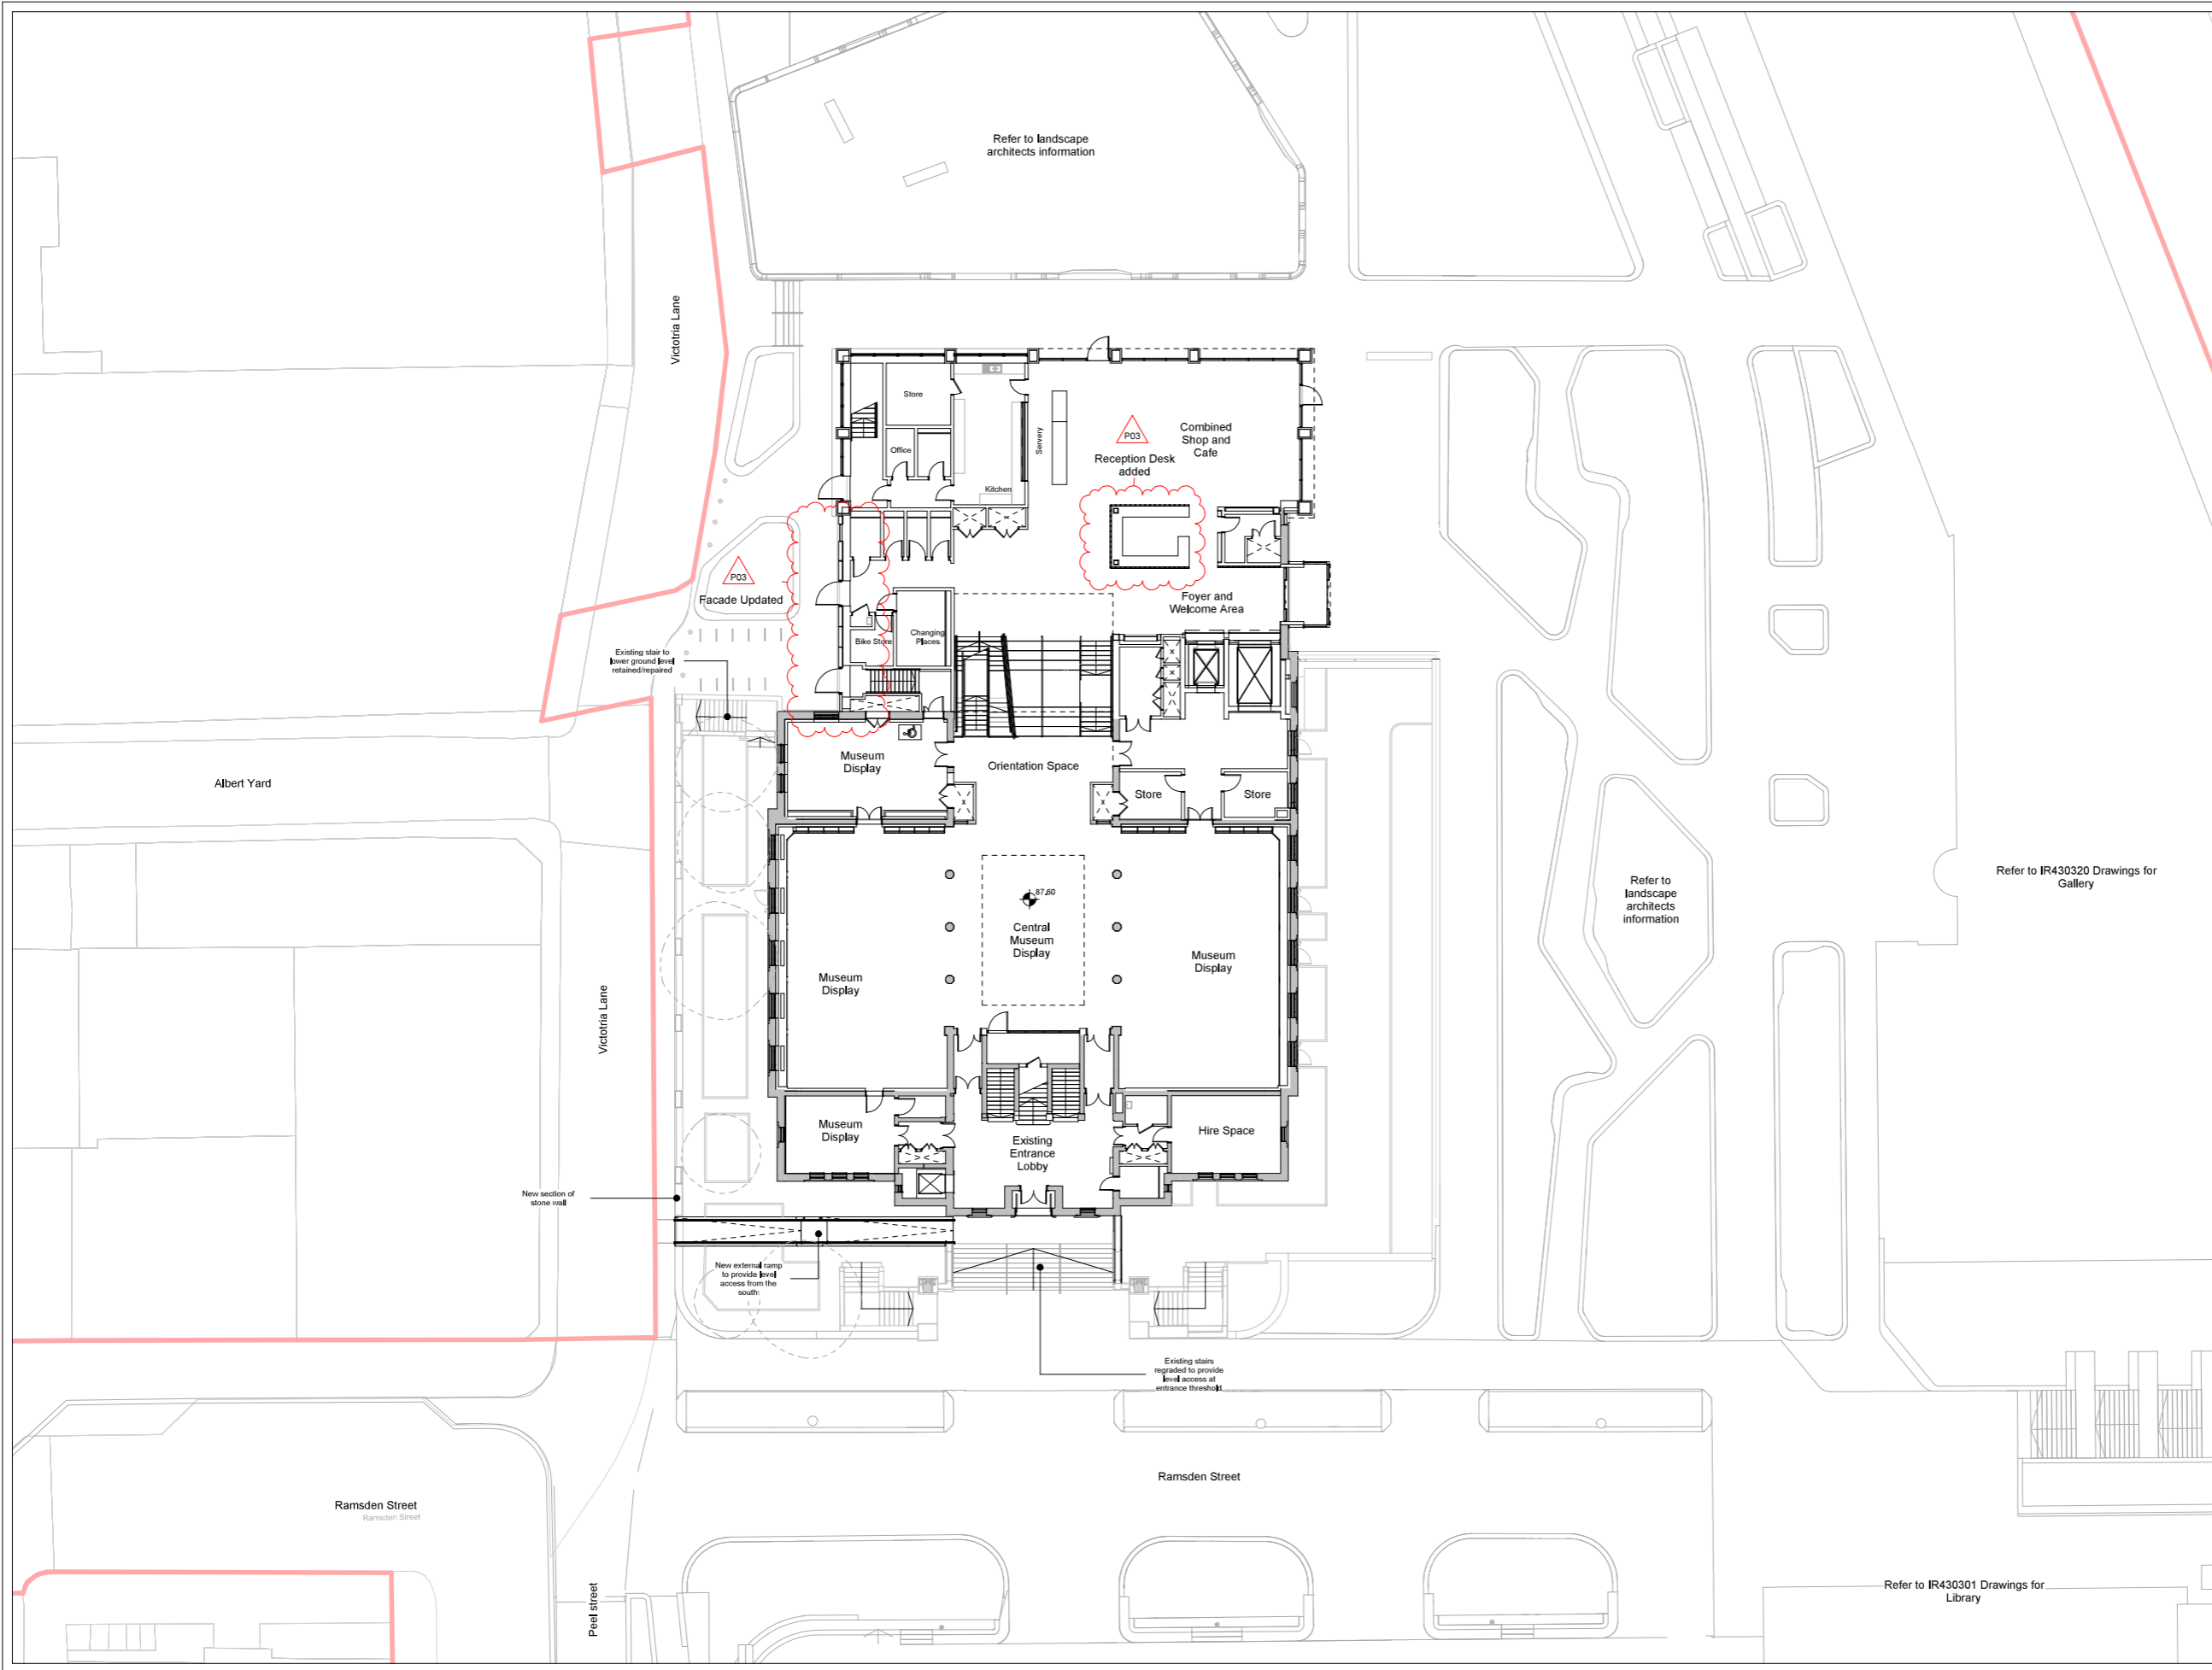 Refer to landscape
architects information
Victotria Lane
Store
Office
Servery
Kitchen
P03
Reception Desk
added
Combined
Shop and
Cafe
P03
Facade Updated
Foyer and
Welcome Area
Bike Store
Changing
Places
Existing stair to
lower ground level
retained/repaired
Museum
Display
Orientation Space
Store
Store
Albert Yard
87,60
Central
Museum
Display
Museum
Display
Museum
Display
Refer to
landscape
architects
information
Refer to IR430320 Drawings for
Gallery
Victotria Lane
Museum
Display
Existing
Entrance
Lobby
Hire Space
New section of
stone wall
New external ramp
to provide level
access from the
south
Existing stairs
regraded to provide
level access at
entrance threshold
Ramsden Street
Ramsden Street
Ramsden Street
Peel street
Refer to IR430301 Drawings for
Library